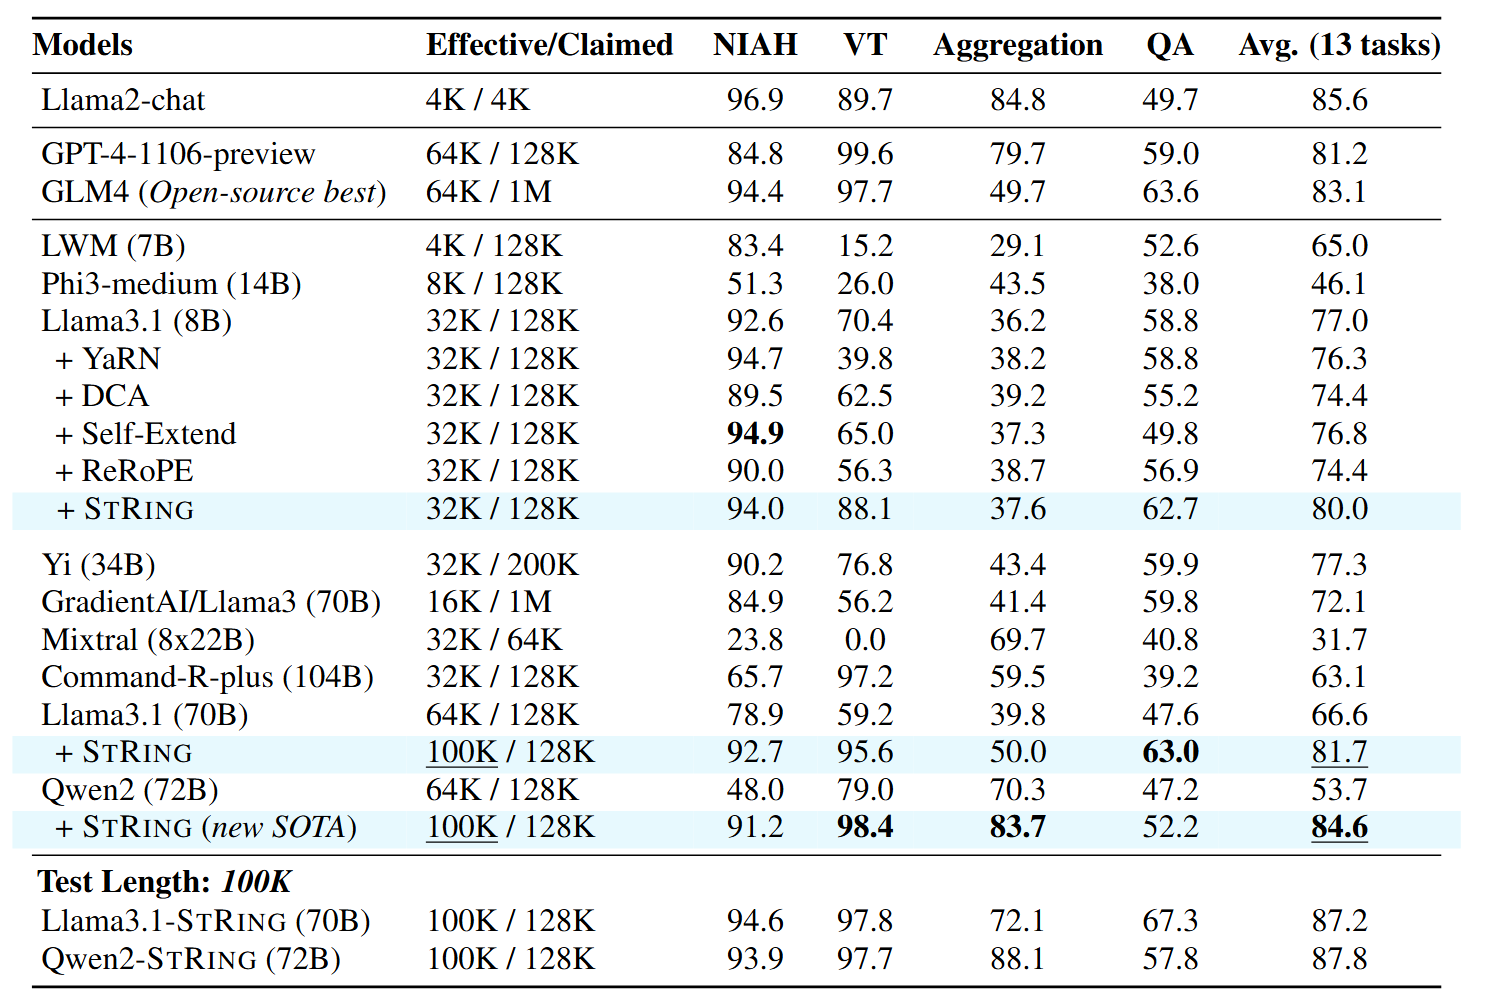 Models Effective/Claimed NIAH VT Aggregation QA Avg. (13 tasks)
Llama2-chat 4K / 4K 96.9 89.7 84.8 49.7 85.6
GPT-4-1106-preview 64K / 128K 84.8 99.6 79.7 59.0 81.2
GLM4 (Open-source best) 64K / 1M 94.4 97.7 49.7 63.6 83.1
LWM (7B) 4K / 128K 83.4 15.2 29.1 52.6 65.0
Phi3-medium (14B) 8K / 128K 51.3 26.0 43.5 38.0 46.1
Llama3.1 (8B) 32K / 128K 92.6 70.4 36.2 58.8 77.0
+ YaRN 32K / 128K 94.7 39.8 38.2 58.8 76.3
+ DCA 32K / 128K 89.5 62.5 39.2 55.2 74.4
+ Self-Extend 32K / 128K 94.9 65.0 37.3 49.8 76.8
+ ReRoPE 32K / 128K 90.0 56.3 38.7 56.9 74.4
+ STRING 32K / 128K 94.0 88.1 37.6 62.7 80.0
Yi (34B) 32K / 200K 90.2 76.8 43.4 59.9 77.3
GradientAI/Llama3 (70B) 16K / 1M 84.9 56.2 41.4 59.8 72.1
Mixtral (8x22B) 32K / 64K 23.8 0.0 69.7 40.8 31.7
Command-R-plus (104B) 32K / 128K 65.7 97.2 59.5 39.2 63.1
Llama3.1 (70B) 64K / 128K 78.9 59.2 39.8 47.6 66.6
+ STRING 100K / 128K 92.7 95.6 50.0 63.0 81.7
Qwen2 (72B) 64K / 128K 48.0 79.0 70.3 47.2 53.7
+ STRING (new SOTA) 100K / 128K 91.2 98.4 83.7 52.2 84.6
Test Length: 100K
Llama3.1-STRING (70B) 100K / 128K 94.6 97.8 72.1 67.3 87.2
Qwen2-STRING (72B) 100K / 128K 93.9 97.7 88.1 57.8 87.8